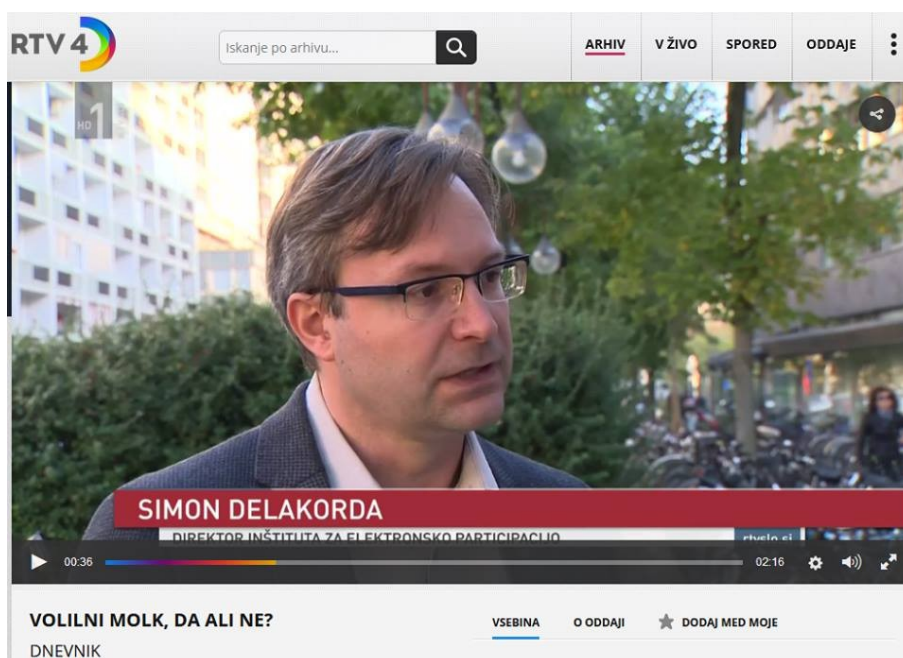 RTV 4
Iskanje po arhivu...
ARHIV
V ŽIVO
SPORED
ODDAJE
HD 1
SIMON DELAKORDA
DIREKTOR INŠTITUTA ZA ELEKTRONSKO PARTICIPACIJO
rtvslo.si
00:36
02:16
VOLILNI MOLK, DA ALI NE?
DNEVNIK
VSEBINA
O ODDAJI
DODAJ MED MOJE